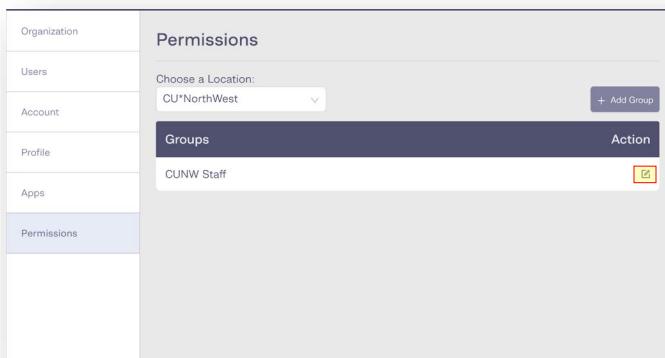 Organization
Users
Account
Profile
Apps
Permissions
Permissions
Choose a Location:
CU*NorthWest
+ Add Group
Groups Action
CUNW Staff